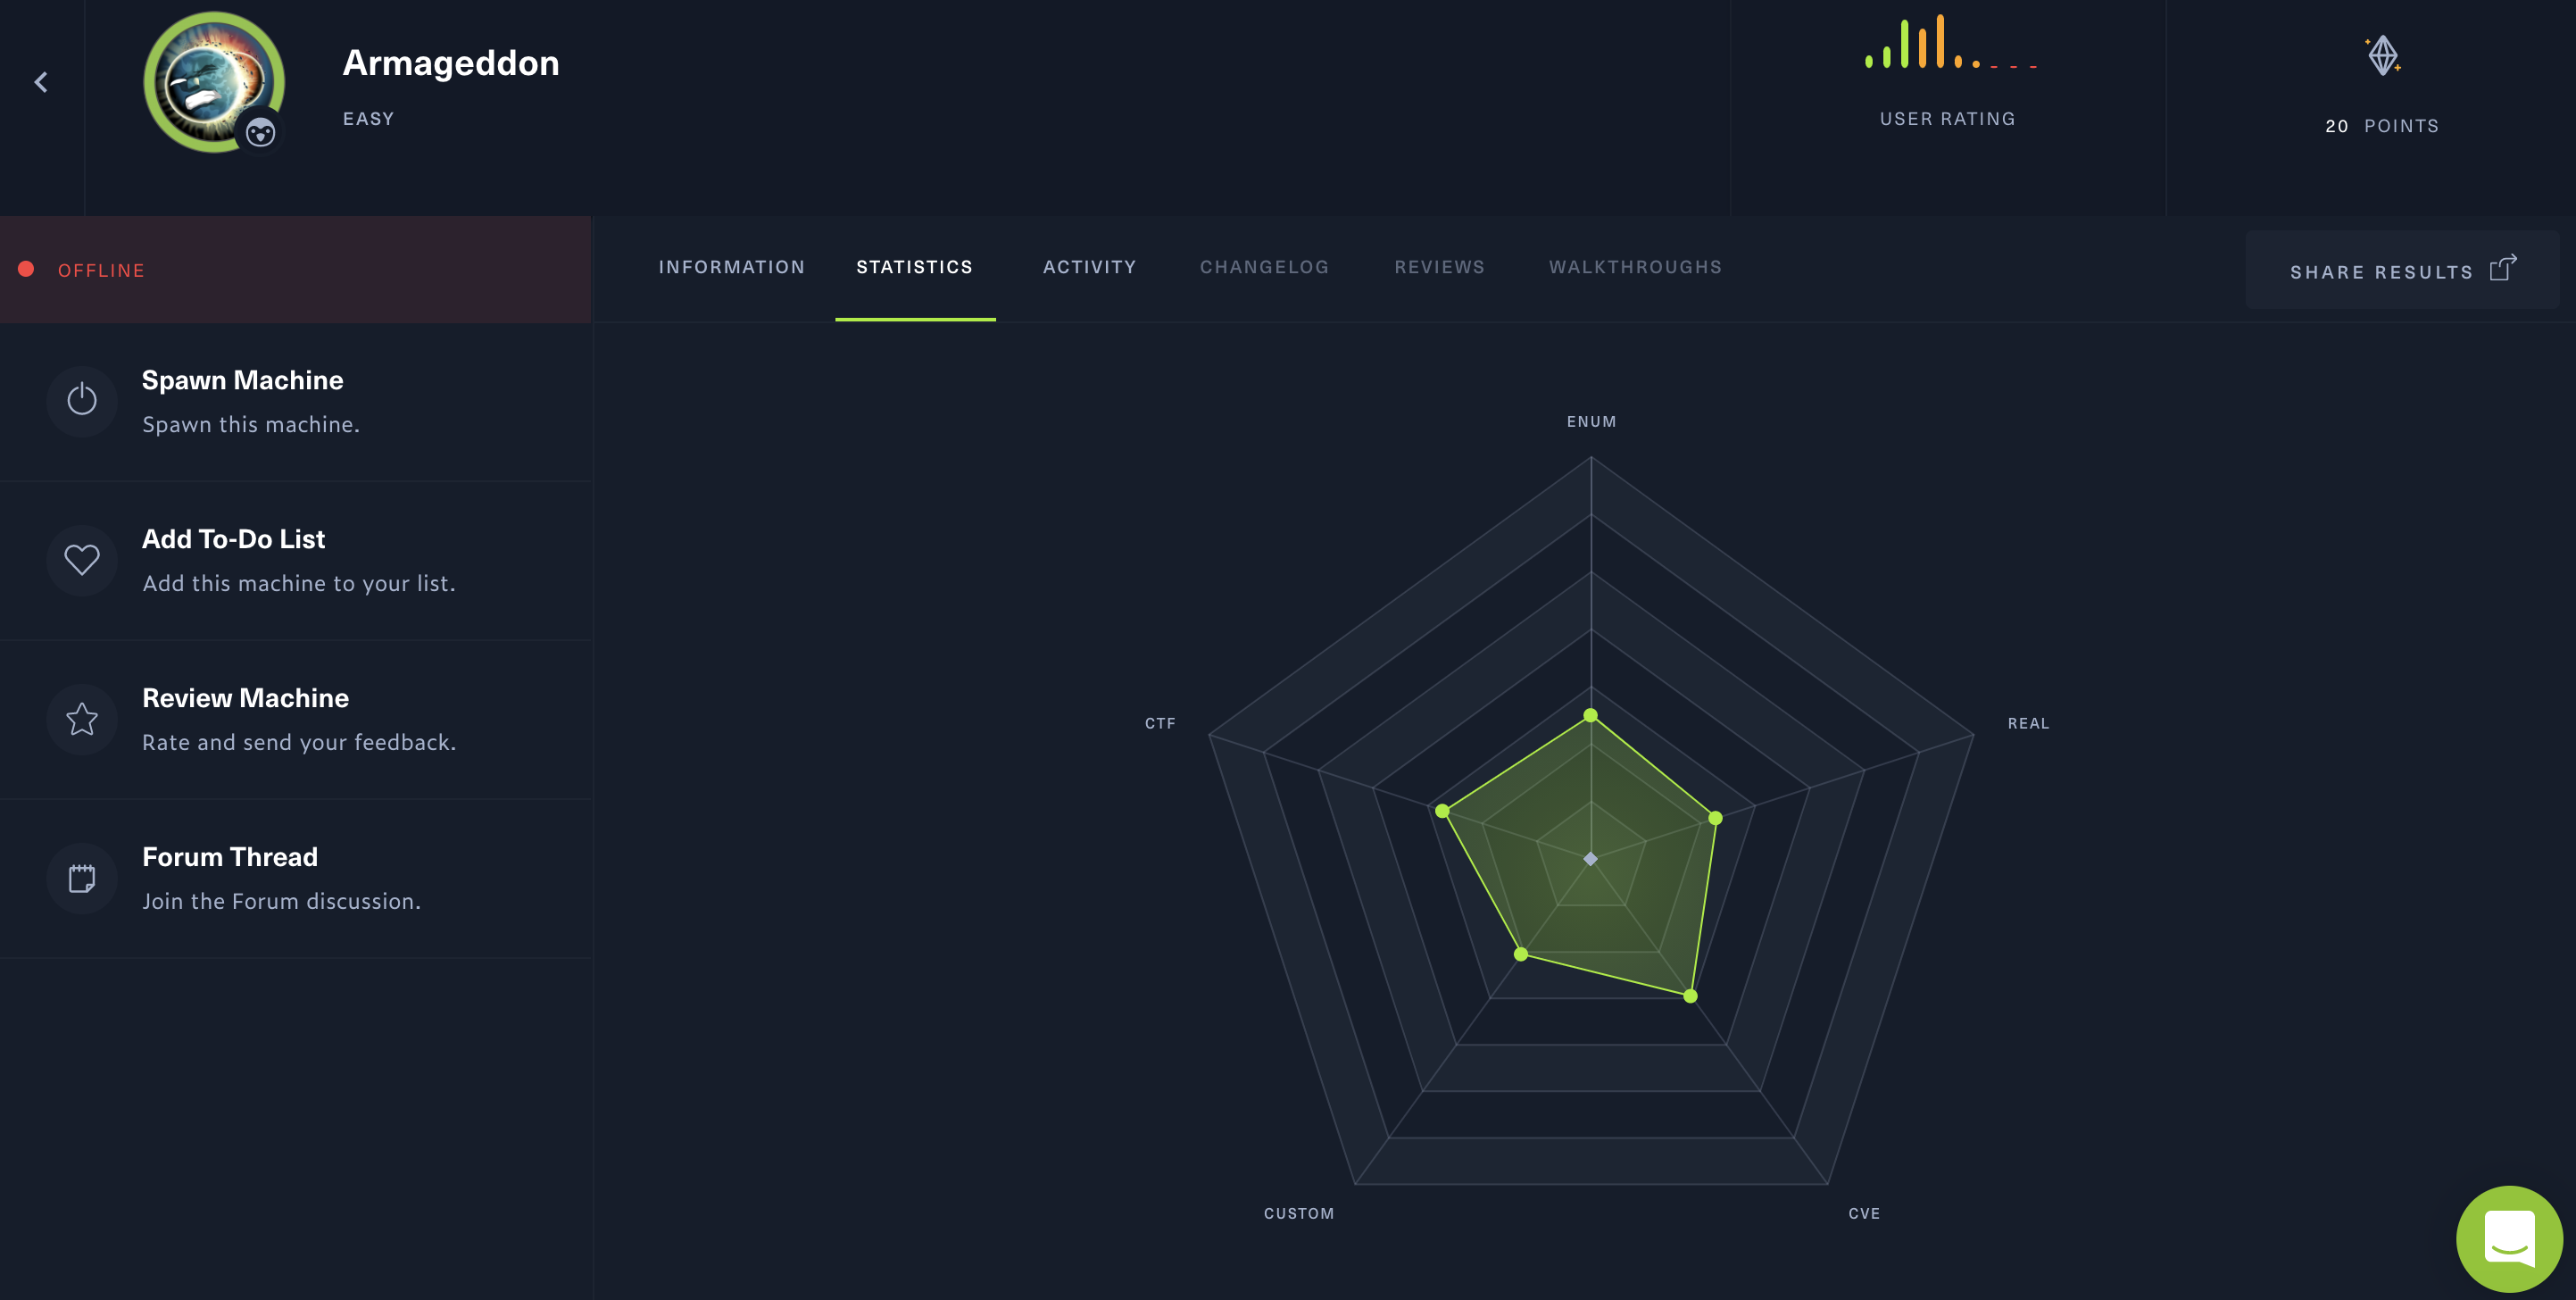 Armageddon
EASY
USER RATING
20 POINTS
OFFLINE
INFORMATION
STATISTICS
ACTIVITY
CHANGELOG
REVIEWS
WALKTHROUGHS
SHARE RESULTS
Spawn Machine
Spawn this machine.
Add To-Do List
Add this machine to your list.
Review Machine
Rate and send your feedback.
Forum Thread
Join the Forum discussion.
ENUM
CTF
REAL
CUSTOM
CVE